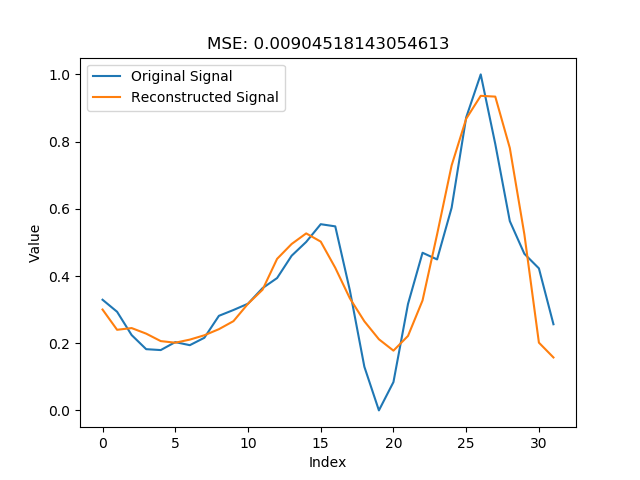 MSE: 0.00904518143054613
Original Signal
Reconstructed Signal
1.0
0.8
0.6
0.4
0.2
0.0
Value
0 5 10 15 20 25 30
Index